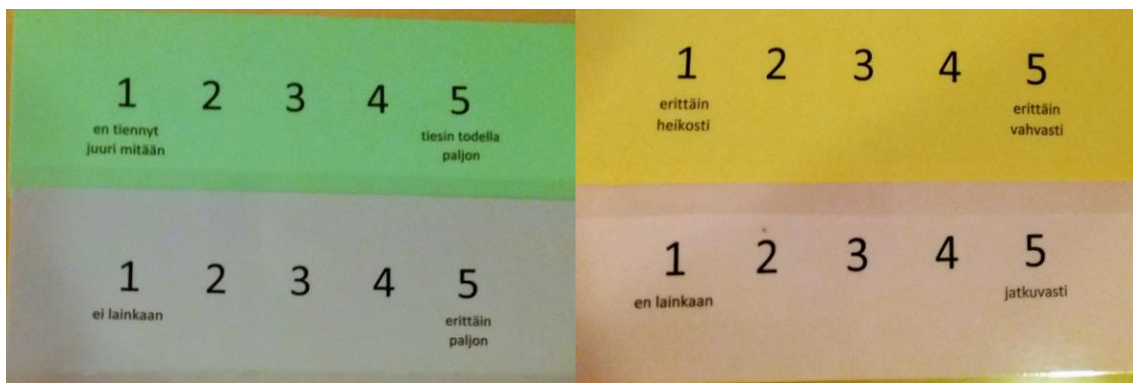 1 2 3 4 5
en tiennyt
juuri mitään
tiesin todella
paljon
1 2 3 4 5
ei lainkaan
erittäin
paljon
1 2 3 4 5
erittäin
heikosti
erittäin
vahvasti
1 2 3 4 5
en lainkaan
jatkuvasti